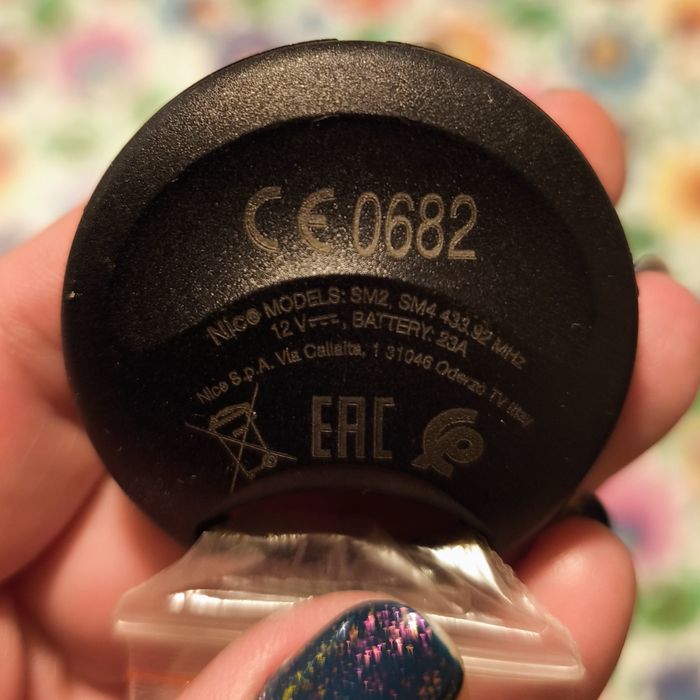 CE 0682
Nice MODELS: SM2, SM4 433.92 MHz
12 V⎓, BATTERY: 23A
Nice S.p.A. Via Callalta, 1 31046 Oderzo TV Italy
EAC